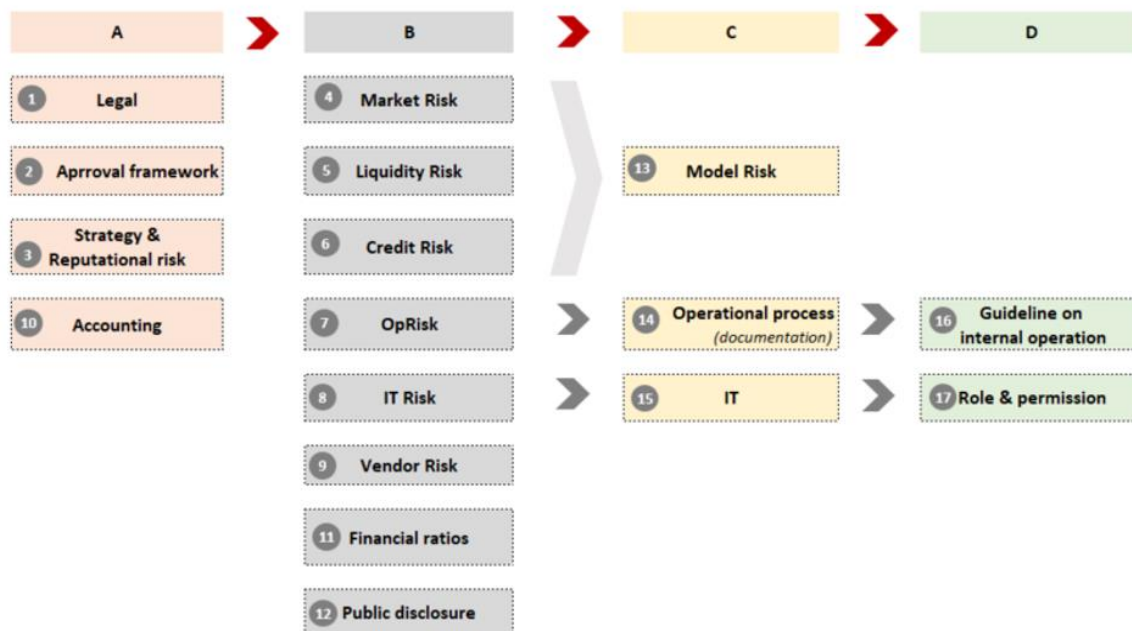 A
B
C
D
1 Legal
4 Market Risk
2 Aprroval framework
5 Liquidity Risk
13 Model Risk
3 Strategy &
Reputational risk
6 Credit Risk
10 Accounting
7 OpRisk
14 Operational process
(documentation)
16 Guideline on
internal operation
8 IT Risk
15 IT
17 Role & permission
9 Vendor Risk
11 Financial ratios
12 Public disclosure